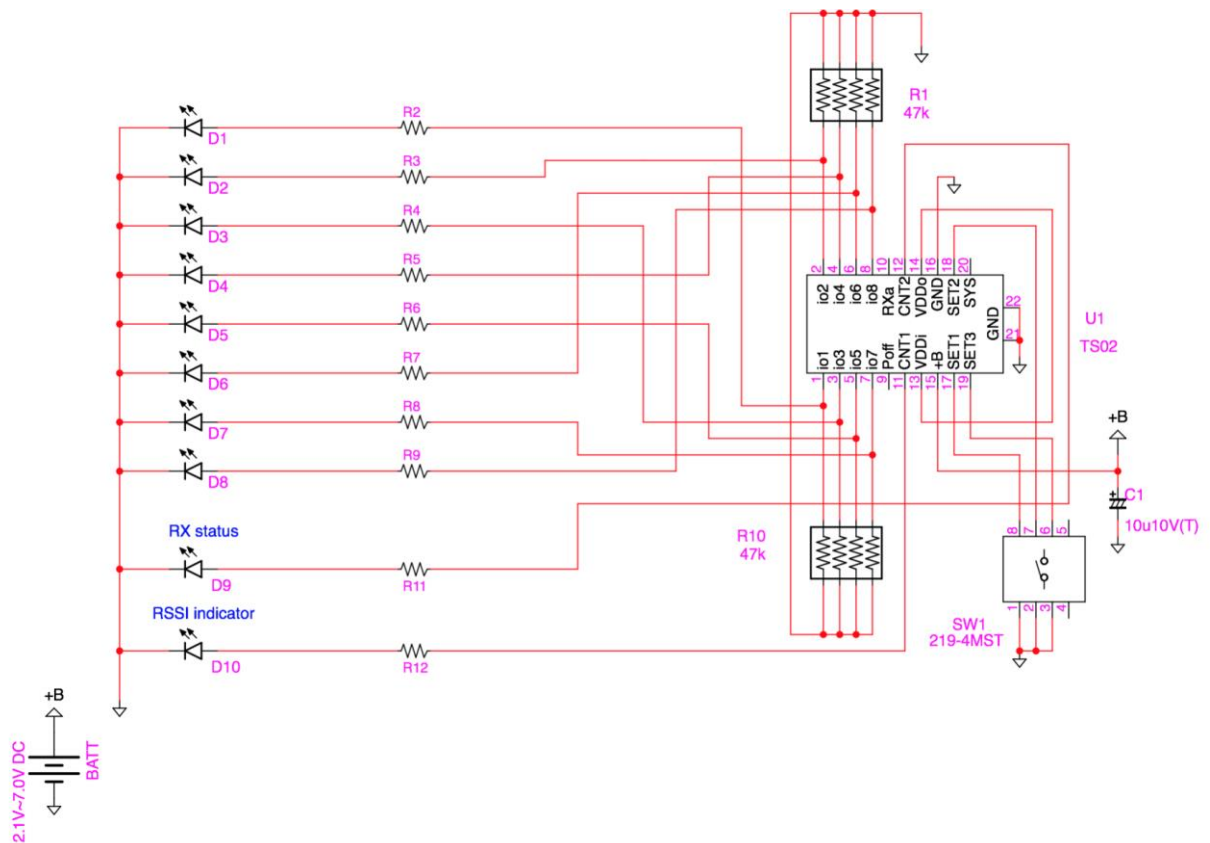 R1
47k
R2
D1
R3
D2
R4
D3
R5
D4
R6
D5
R7
D6
R8
D7
R9
D8
RX status
D9
R11
RSSI indicator
D10
R12
2 4 6 8 10 12 14 16 18 20
io2 io4 io6 io8 RXa CNT2 VDDo GND SET2 SYS
22
GND
21
io1 io3 io5 io7 Poff CNT1 VDDi +B SET1 SET3
1 3 5 7 9 11 13 15 17 19
U1
TS02
+B
C1
+
10u10V(T)
R10
47k
8 7 6 5
1 2 3 4
SW1
219-4MST
+B
2.1V~7.0V DC
BATT